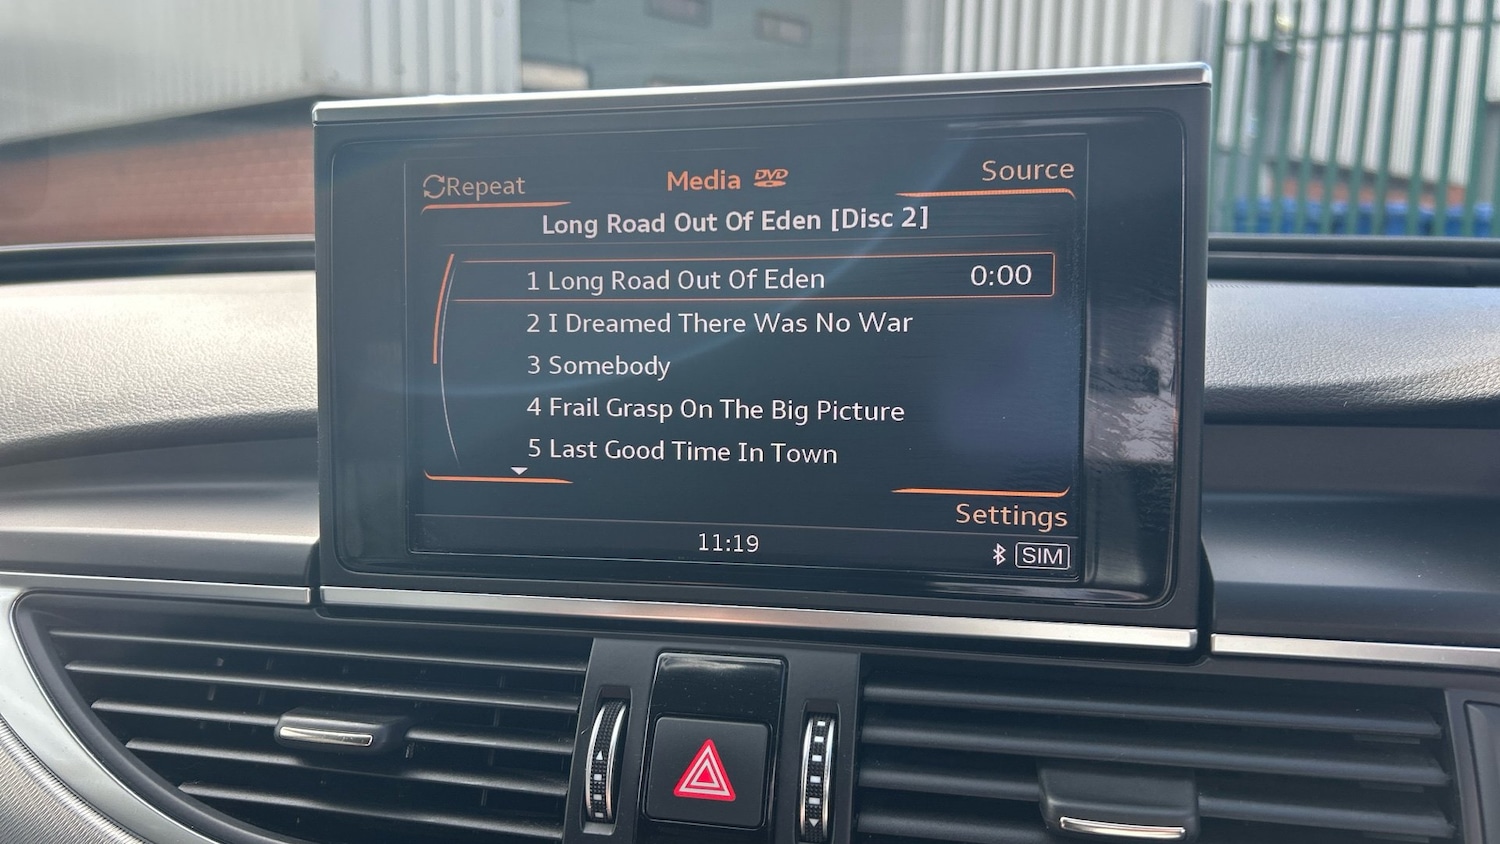 Repeat
Media DVD
Source
Long Road Out Of Eden [Disc 2]
1 Long Road Out Of Eden 0:00
2 I Dreamed There Was No War
3 Somebody
4 Frail Grasp On The Big Picture
5 Last Good Time In Town
Settings
11:19
SIM